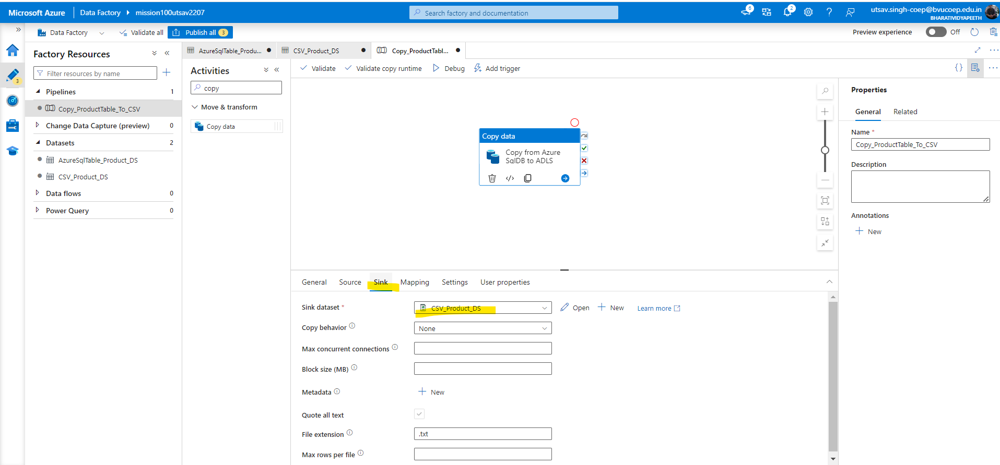 Microsoft Azure
Data Factory
mission100utsav2207
Search factory and documentation
6
2
utsav.singh-coep@bvucoep.edu.in
BHARATIVIDYAPEETH
Data Factory
Validate all
Publish all 3
Preview experience
Off
3
Factory Resources
Filter resources by name
Pipelines 1
Copy_ProductTable_To_CSV
Change Data Capture (preview) 0
Datasets 2
AzureSqlTable_Product_DS
CSV_Product_DS
Data flows 0
Power Query 0
AzureSqlTable_Produ...
CSV_Product_DS
Copy_ProductTabl...
Activities
copy
Move & transform
Copy data
Validate
Validate copy runtime
Debug
Add trigger
Copy data
Copy from Azure
SqlDB to ADLS
General
Source
Sink
Mapping
Settings
User properties
Sink dataset *
CSV_Product_DS
Open
New
Learn more
Copy behavior
None
Max concurrent connections
Block size (MB)
Metadata
New
Quote all text
File extension
.txt
Max rows per file
Properties
General
Related
Name *
Copy_ProductTable_To_CSV
Description
Annotations
New